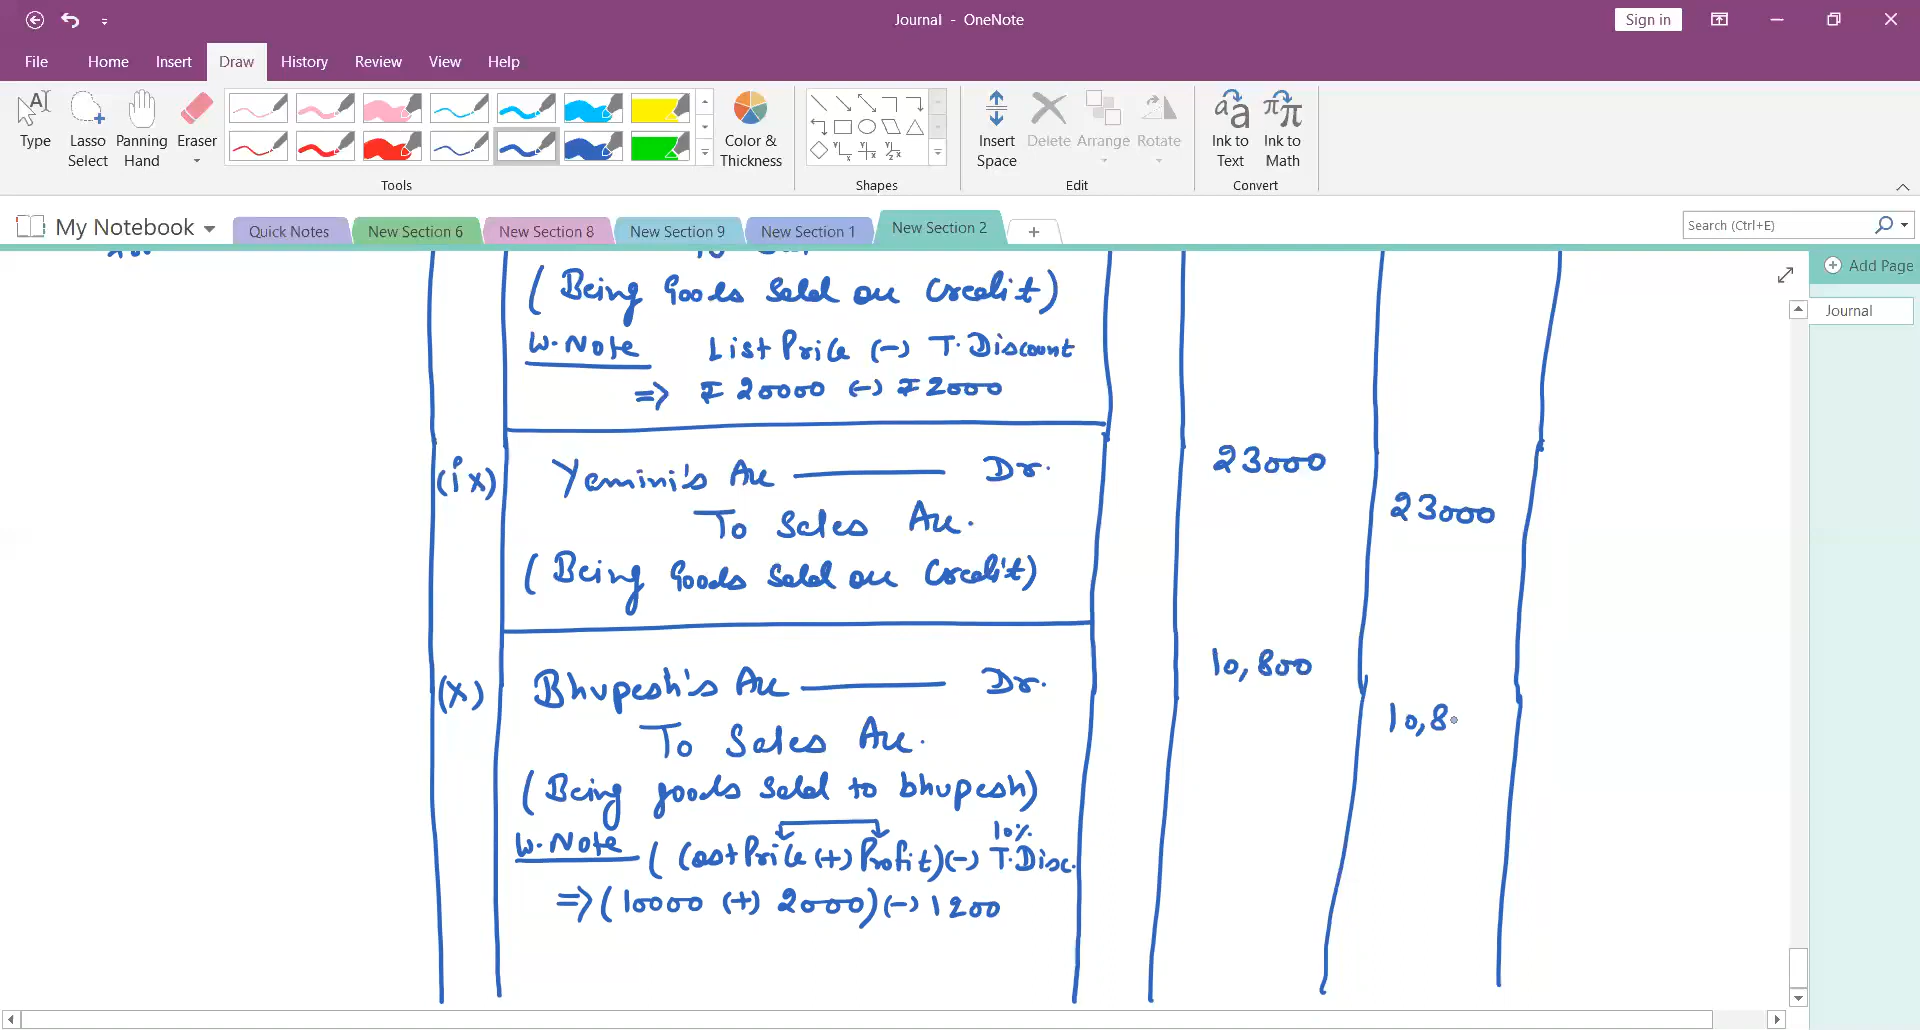 Journal - OneNote
Sign in
File Home Insert Draw History Review View Help
Type
Lasso Select
Panning Hand
Eraser
Color & Thickness
Insert Space
Delete
Arrange
Rotate
Ink to Text
Ink to Math
Tools
Shapes
Edit
Convert
My Notebook
Quick Notes
New Section 6
New Section 8
New Section 9
New Section 1
New Section 2
Search (Ctrl+E)
Add Page
Journal
(Being Goods Sold on Credit)
W.Note List Price (-) T.Discount
=> ₹ 20000 (-) ₹ 2000
(ix) Yamini's A/c Dr. 23000
To Sales A/c. 23000
(Being Goods Sold on Credit)
(x) Bhupesh's A/c Dr. 10,800
To Sales A/c. 10,8
(Being goods Sold to bhupesh)
10%
W.Note (Cost Price (+) Profit) (-) T.Disc.
=> (10000 (+) 2000) (-) 1200